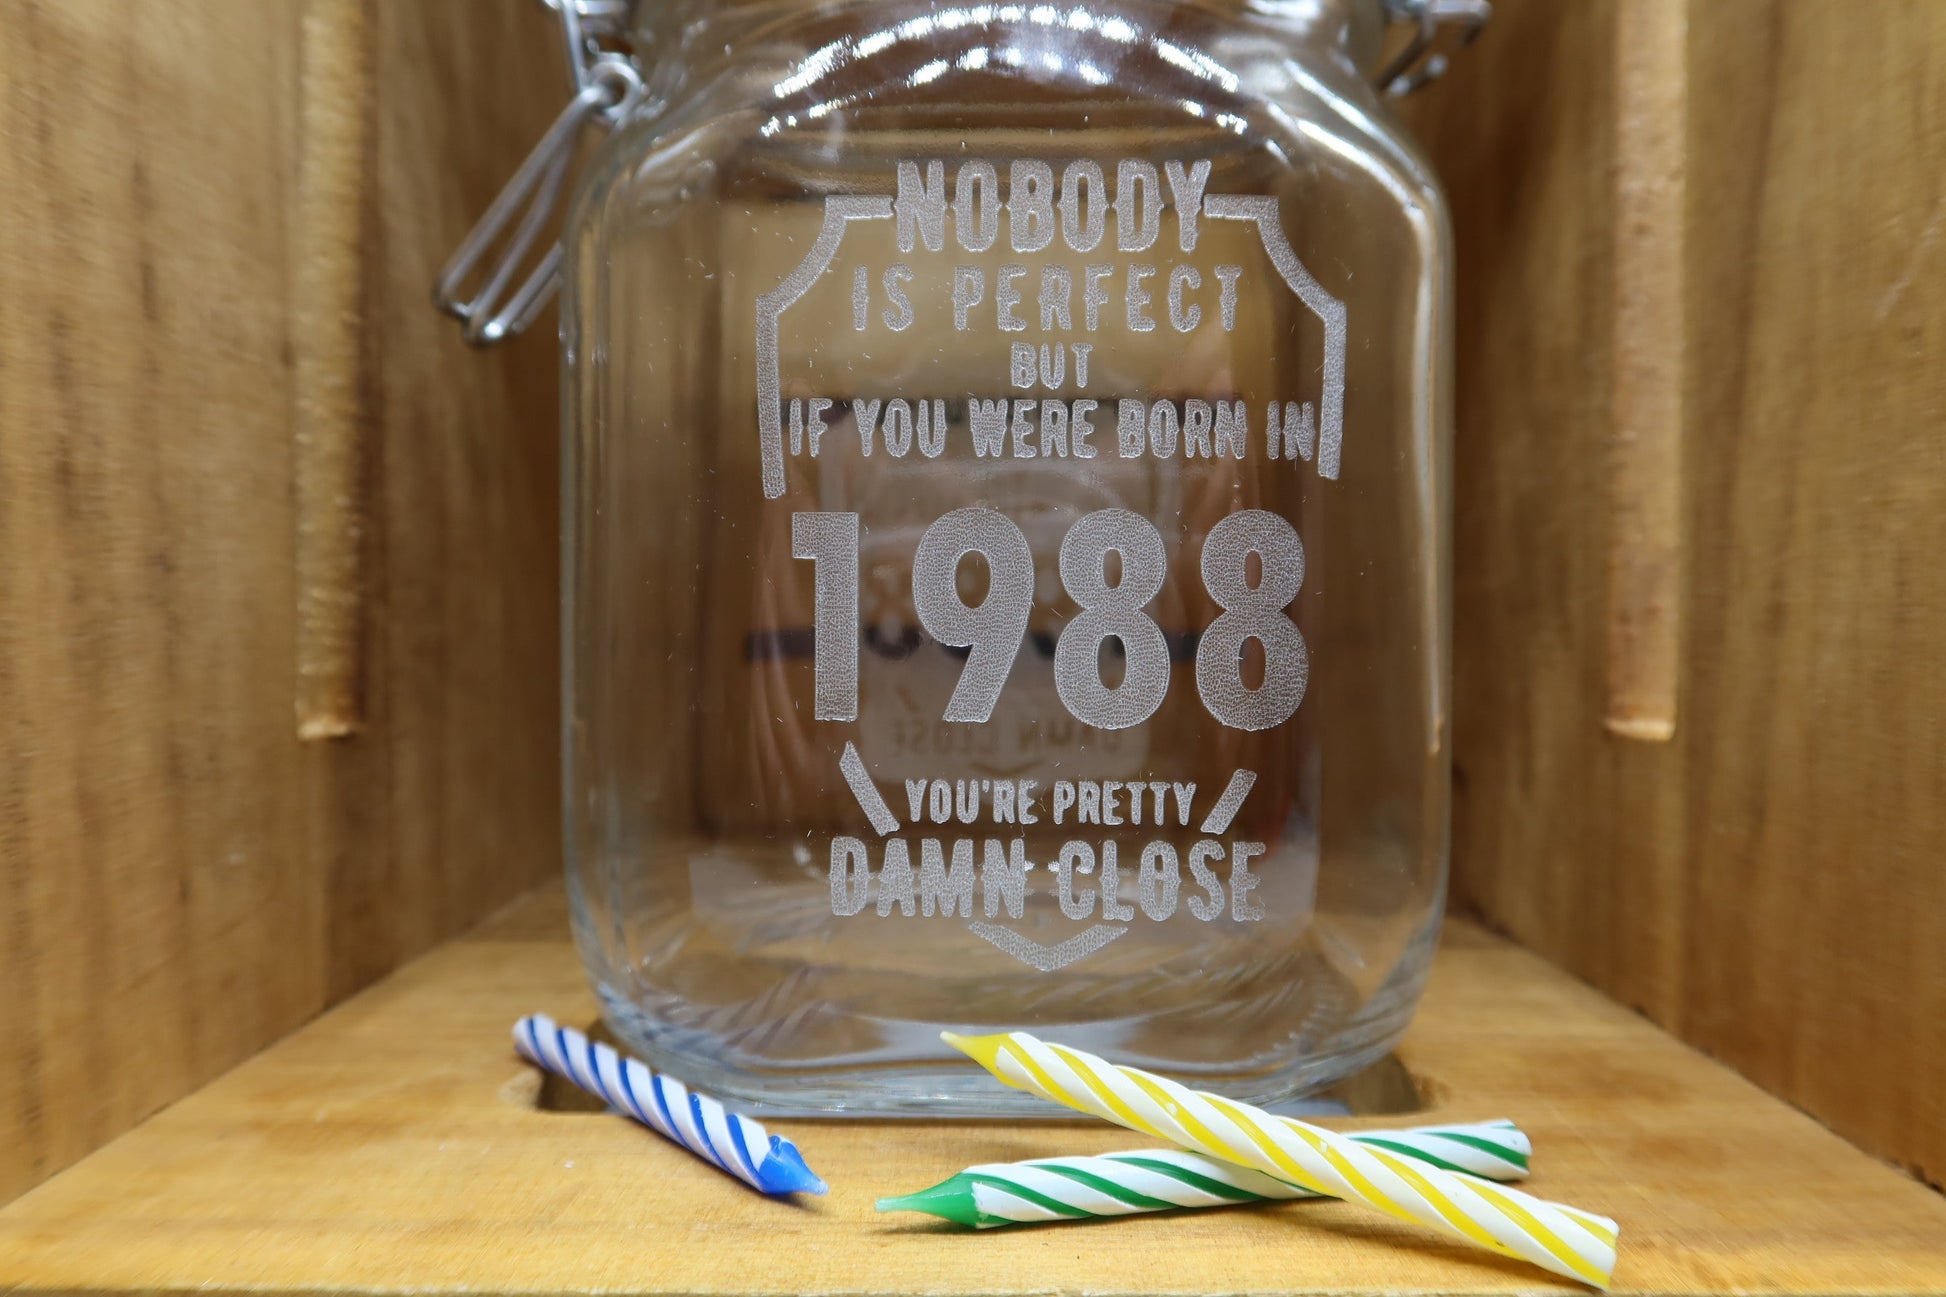 NOBODY
IS PERFECT
BUT
IF YOU WERE BORN IN
1988
YOU'RE PRETTY
DAMN CLOSE